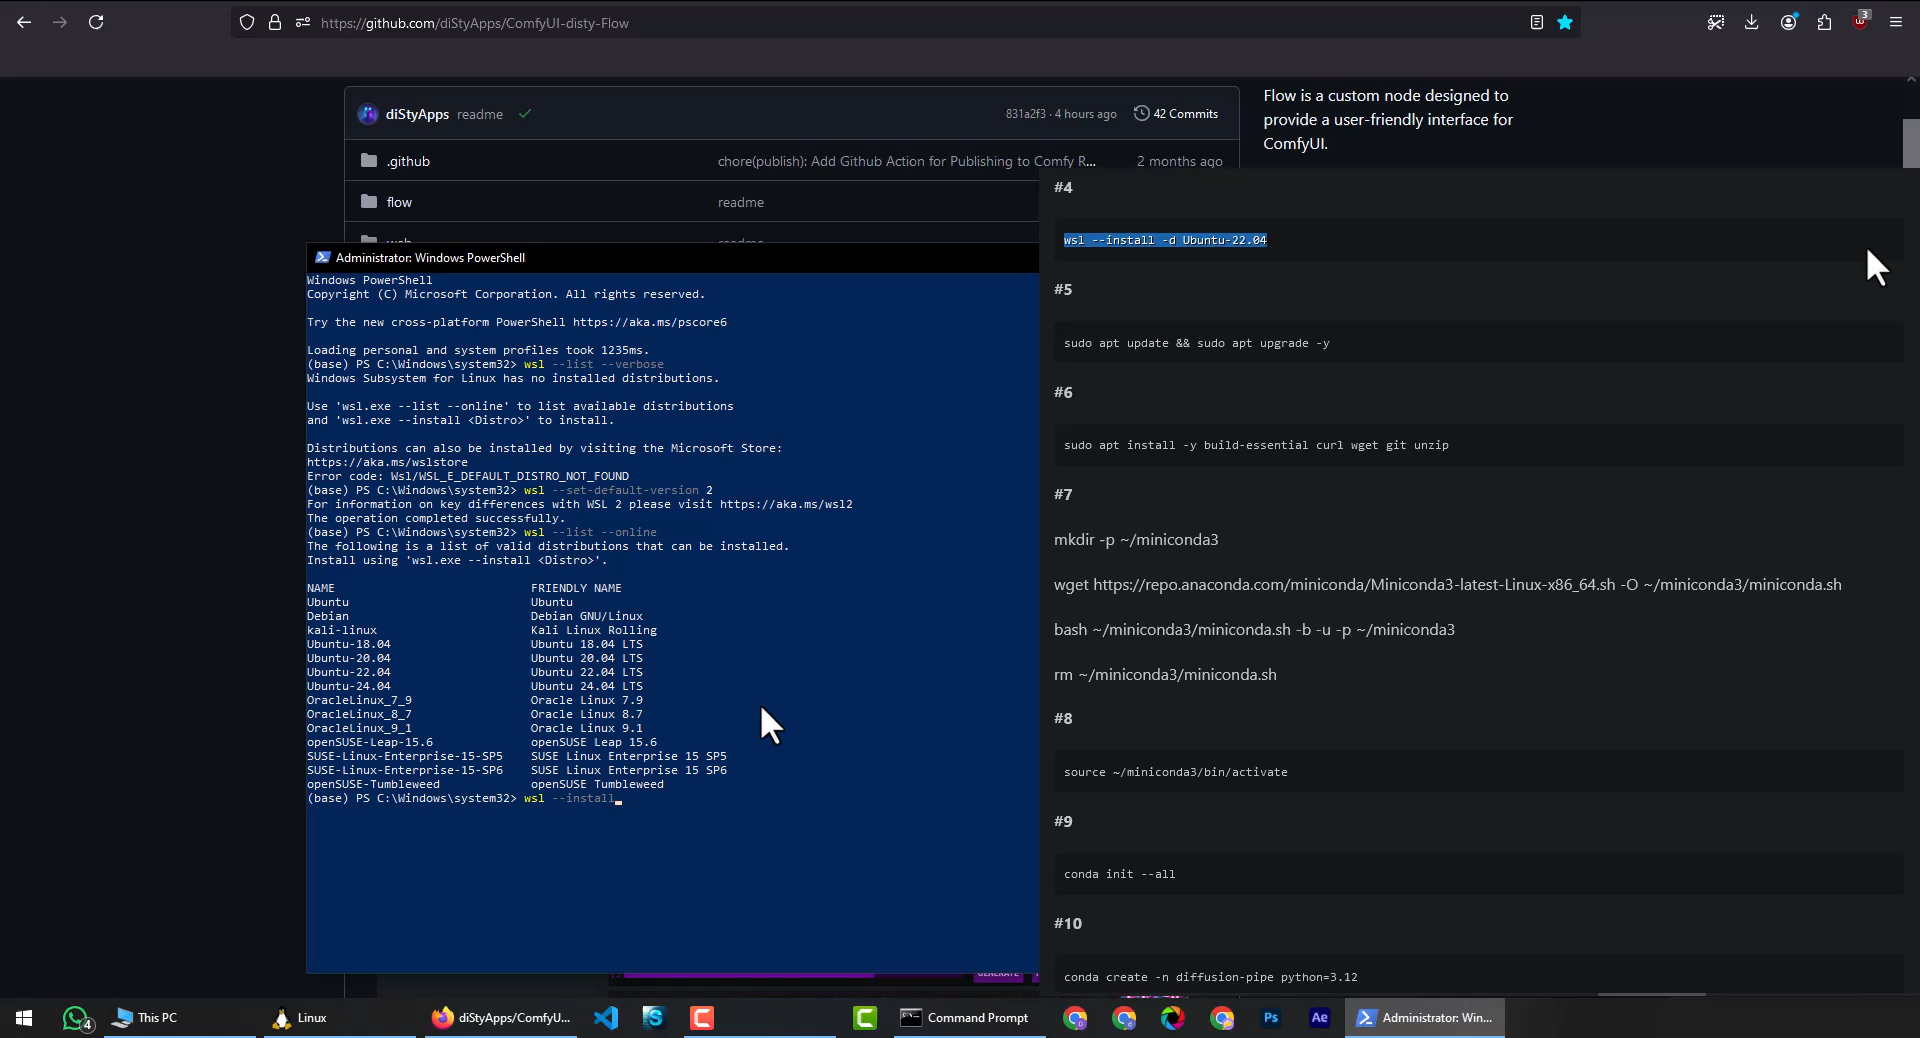 https://github.com/diStyApps/ComfyUI-disty-Flow
3
diStyApps readme
831a2f3 · 4 hours ago
42 Commits
.github
chore(publish): Add Github Action for Publishing to Comfy R...
2 months ago
flow
readme
Flow is a custom node designed to
provide a user-friendly interface for
ComfyUI.
Administrator: Windows PowerShell
Windows PowerShell
Copyright (C) Microsoft Corporation. All rights reserved.
Try the new cross-platform PowerShell https://aka.ms/pscore6
Loading personal and system profiles took 1235ms.
(base) PS C:\Windows\system32> wsl --list --verbose
Windows Subsystem for Linux has no installed distributions.
Use 'wsl.exe --list --online' to list available distributions
and 'wsl.exe --install <Distro>' to install.
Distributions can also be installed by visiting the Microsoft Store:
https://aka.ms/wslstore
Error code: Wsl/WSL_E_DEFAULT_DISTRO_NOT_FOUND
(base) PS C:\Windows\system32> wsl --set-default-version 2
For information on key differences with WSL 2 please visit https://aka.ms/wsl2
The operation completed successfully.
(base) PS C:\Windows\system32> wsl --list --online
The following is a list of valid distributions that can be installed.
Install using 'wsl.exe --install <Distro>'.
NAME FRIENDLY NAME
Ubuntu Ubuntu
Debian Debian GNU/Linux
kali-linux Kali Linux Rolling
Ubuntu-18.04 Ubuntu 18.04 LTS
Ubuntu-20.04 Ubuntu 20.04 LTS
Ubuntu-22.04 Ubuntu 22.04 LTS
Ubuntu-24.04 Ubuntu 24.04 LTS
OracleLinux_7_9 Oracle Linux 7.9
OracleLinux_8_7 Oracle Linux 8.7
OracleLinux_9_1 Oracle Linux 9.1
openSUSE-Leap-15.6 openSUSE Leap 15.6
SUSE-Linux-Enterprise-15-SP5 SUSE Linux Enterprise 15 SP5
SUSE-Linux-Enterprise-15-SP6 SUSE Linux Enterprise 15 SP6
openSUSE-Tumbleweed openSUSE Tumbleweed
(base) PS C:\Windows\system32> wsl --install
#4
wsl --install -d Ubuntu-22.04
#5
sudo apt update && sudo apt upgrade -y
#6
sudo apt install -y build-essential curl wget git unzip
#7
mkdir -p ~/miniconda3
wget https://repo.anaconda.com/miniconda/Miniconda3-latest-Linux-x86_64.sh -O ~/miniconda3/miniconda.sh
bash ~/miniconda3/miniconda.sh -b -u -p ~/miniconda3
rm ~/miniconda3/miniconda.sh
#8
source ~/miniconda3/bin/activate
#9
conda init --all
#10
conda create -n diffusion-pipe python=3.12
4
This PC
Linux
diStyApps/ComfyU...
Command Prompt
Ps
Ae
Administrator: Win...